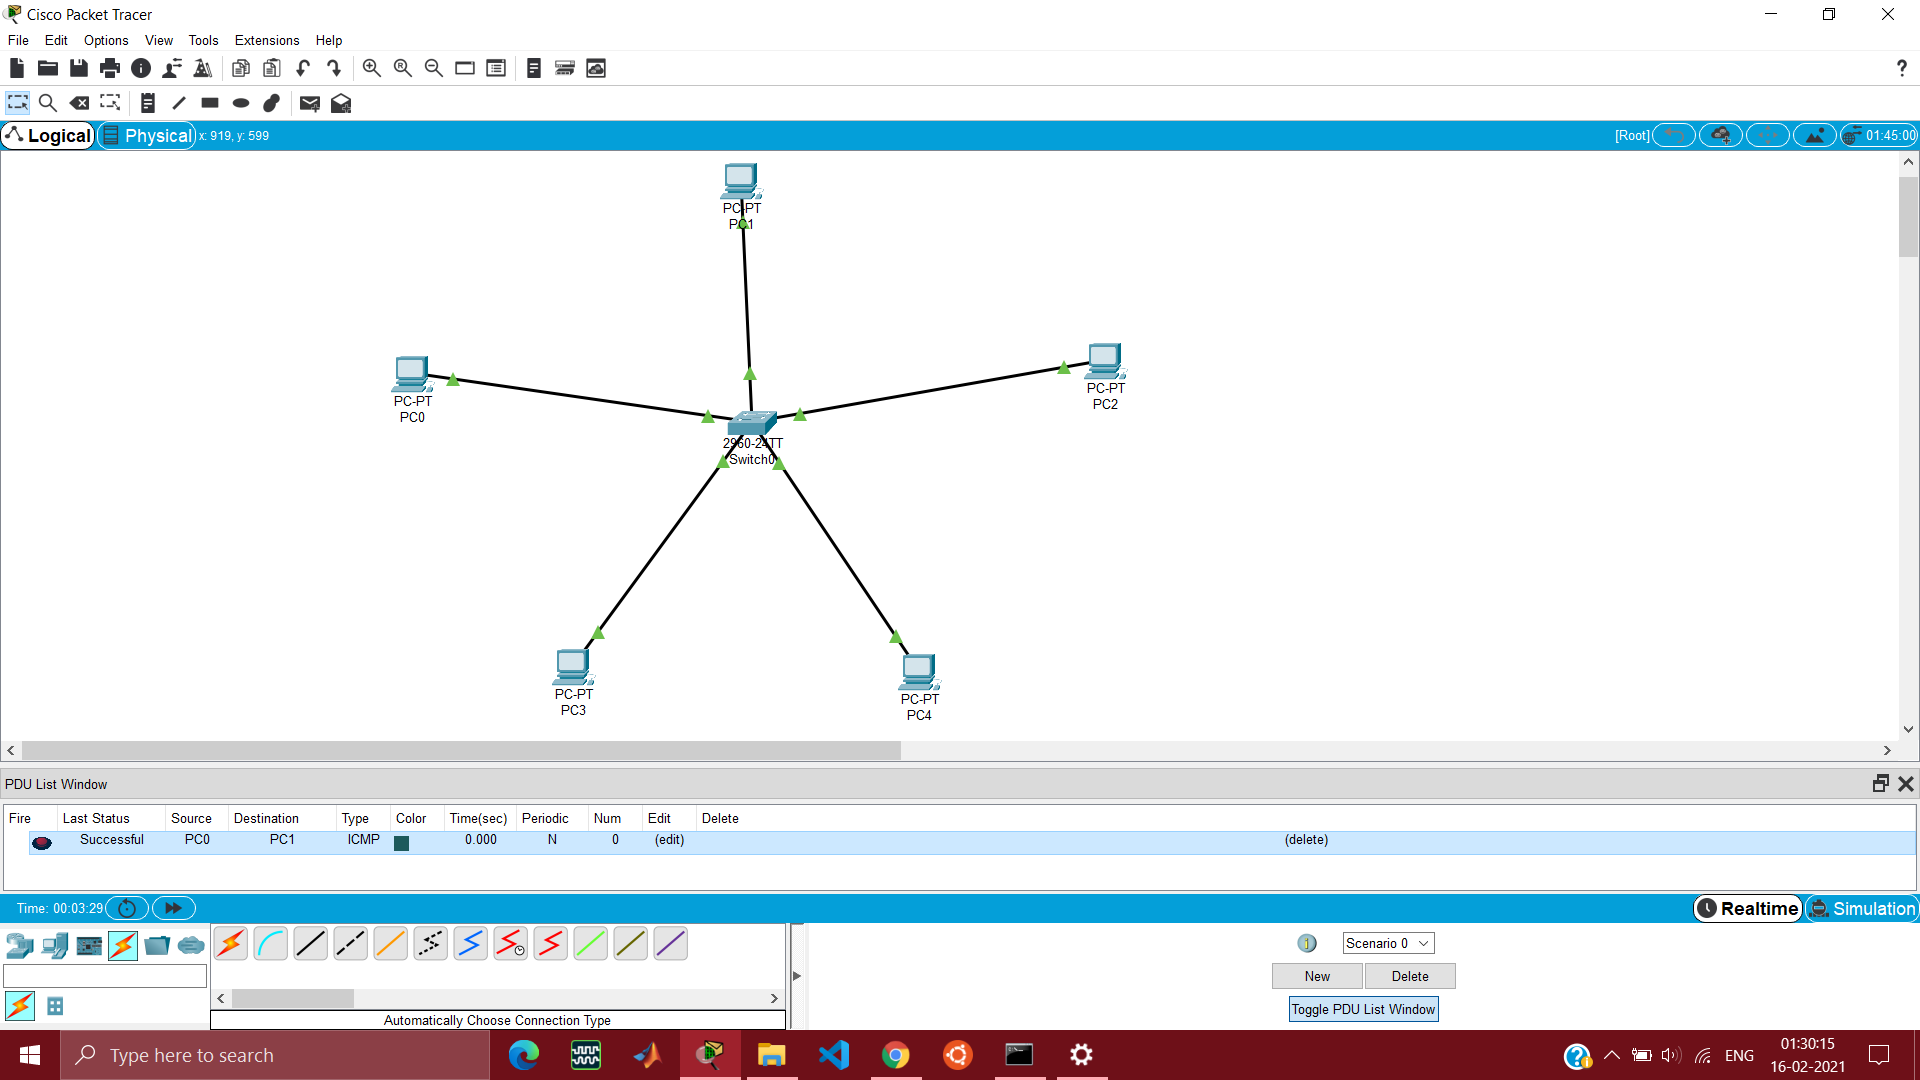 Cisco Packet Tracer
File Edit Options View Tools Extensions Help
?
Logical Physical x: 919, y: 599 [Root] 01:45:00
PC-PT
PC1
PC-PT
PC2
PC-PT
PC0
2960-24TT
Switch0
PC-PT
PC3
PC-PT
PC4
PDU List Window
Fire Last Status Source Destination Type Color Time(sec) Periodic Num Edit Delete
Successful PC0 PC1 ICMP 0.000 N 0 (edit) (delete)
Time: 00:03:29 Realtime Simulation
Scenario 0
New Delete
Toggle PDU List Window
Automatically Choose Connection Type
Type here to search
ENG
01:30:15
16-02-2021